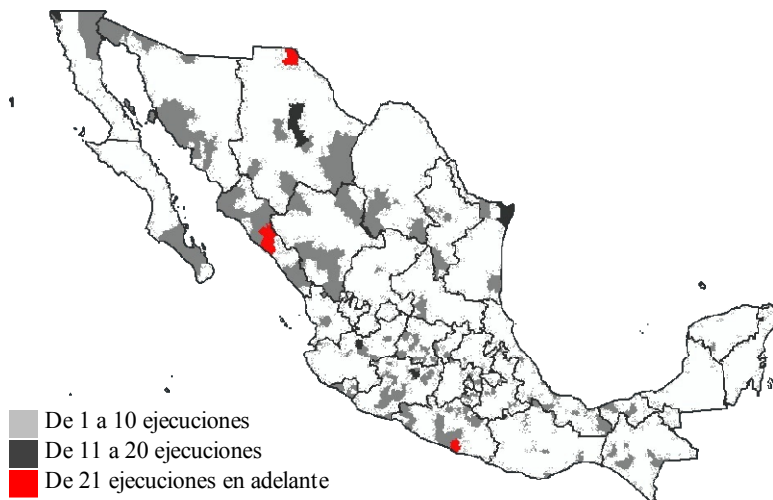 De 1 a 10 ejecuciones
De 11 a 20 ejecuciones
De 21 ejecuciones en adelante